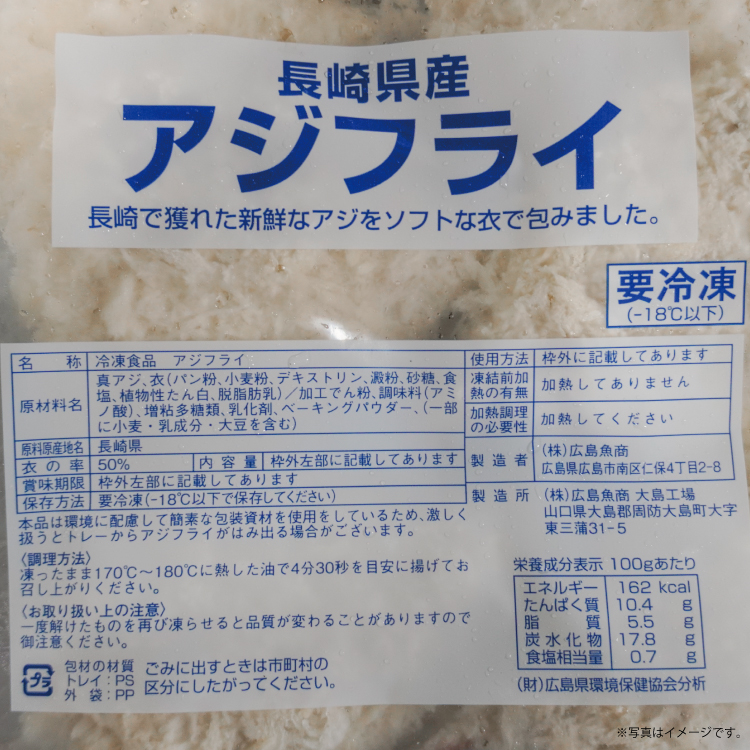 長崎県産
アジフライ
長崎で獲れた新鮮なアジをソフトな衣で包みました。
要冷凍
(-18℃以下)
名 称 冷凍食品 アジフライ
原材料名 真アジ、衣(パン粉、小麦粉、デキストリン、澱粉、砂糖、食
塩、植物性たん白、脱脂肪乳)/加工でん粉、調味料(アミ
ノ酸)、増粘多糖類、乳化剤、ベーキングパウダー、(一部
に小麦・乳成分・大豆を含む)
原料原産地名 長崎県
衣の率 50% 内容量 枠外左部に記載してあります
賞味期限 枠外左部に記載してあります
保存方法 要冷凍(-18℃以下で保存してください)
使用方法 枠外に記載してあります
凍結前加
熱の有無 加熱してありません
加熱調理
の必要性 加熱してください
製造者 (株)広島魚商
広島県広島市南区仁保4丁目2-8
製造所 (株)広島魚商 大島工場
山口県大島郡周防大島町大字
東三蒲31-5
本品は環境に配慮して簡素な包装資材を使用をしているため、激しく
扱うとトレーからアジフライがはみ出る場合がございます。
〈調理方法〉
凍ったまま170℃〜180℃に熱した油で4分30秒を目安に揚げてお
召し上がりください。
〈お取り扱い上の注意〉
一度解けたものを再び凍らせると品質が変わることがありますので
御注意ください。
プラ
包材の材質
トレイ:PS
外 袋:PP
ごみに出すときは市町村の
区分にしたがってください。
栄養成分表示 100gあたり
エネルギー 162 kcal
たんぱく質 10.4 g
脂 質 5.5 g
炭水化物 17.8 g
食塩相当量 0.7 g
(財)広島県環境保健協会分析
※写真はイメージです。